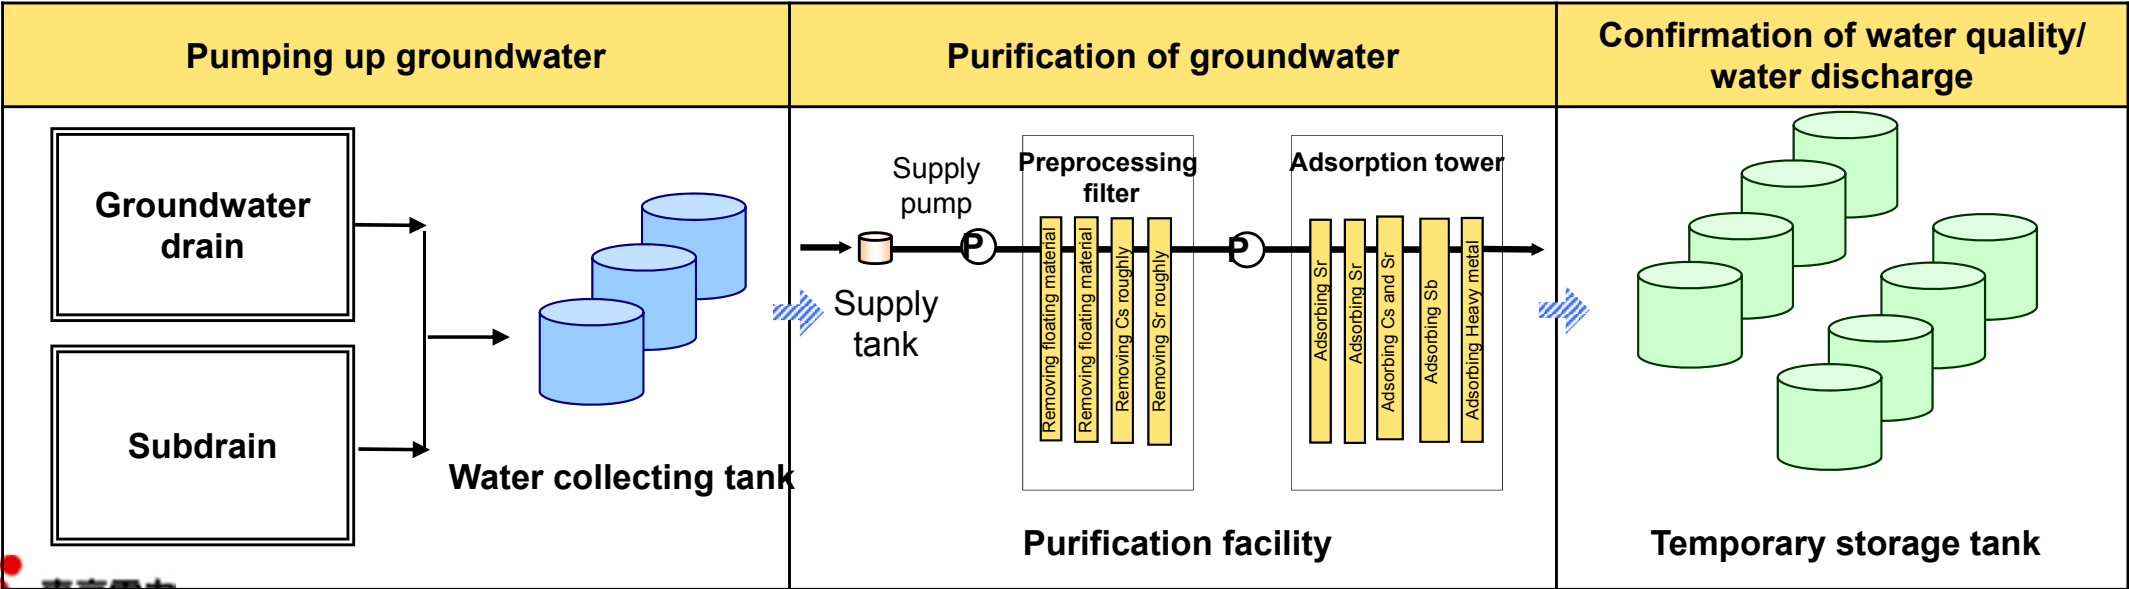 Pumping up groundwater
Purification of groundwater
Confirmation of water quality/
water discharge
Groundwater
drain
Subdrain
Water collecting tank
Supply
pump
P
Supply
tank
Preprocessing
filter
Removing floating material
Removing floating material
Removing Cs roughly
Removing Sr roughly
P
Adsorption tower
Adsorbing Sr
Adsorbing Sr
Adsorbing Cs and Sr
Adsorbing Sb
Adsorbing Heavy metal
Purification facility
Temporary storage tank